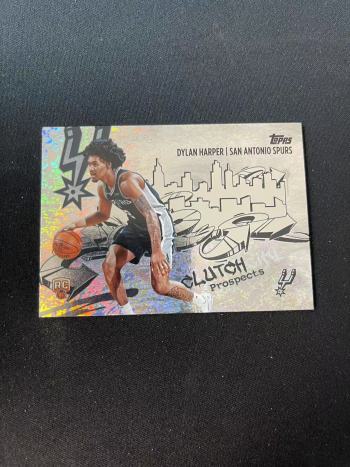 TOPPS
DYLAN HARPER | SAN ANTONIO SPURS
CLUTCH
Prospects
RC